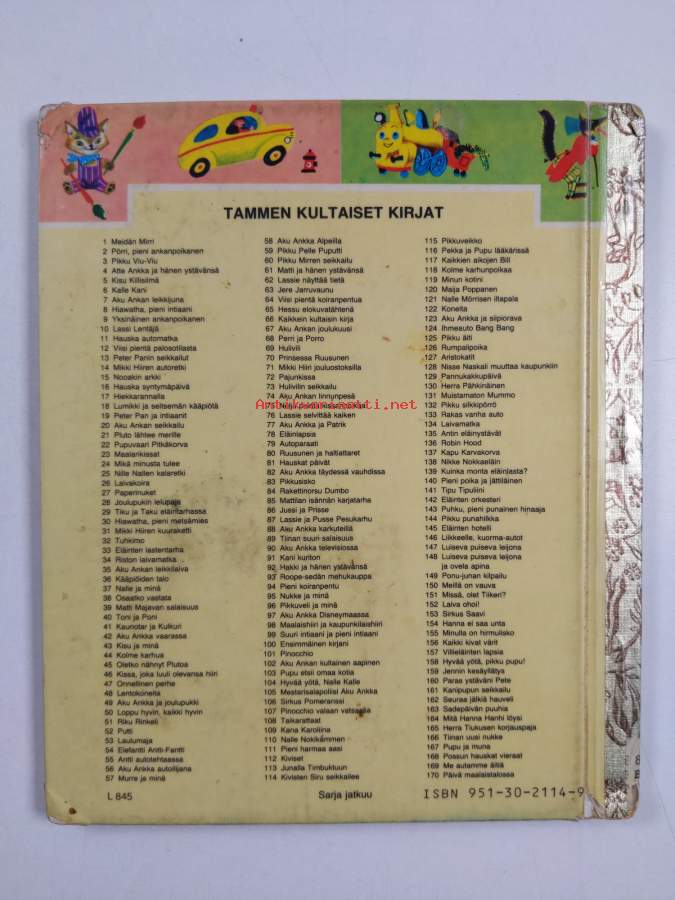 TAMMEN KULTAISET KIRJAT
1 Meidän Mirri
2 Pörri, pieni ankanpoikanen
3 Pikku Viu-Viu
4 Atte Ankka ja hänen ystävänsä
5 Kisu Killisilmä
6 Kalle Kani
7 Aku Ankan leikkijuna
8 Hiawatha, pieni intiaani
9 Yksinäinen ankanpoikanen
10 Lassi Lentäjä
11 Hauska automatka
12 Viisi pientä palosotilasta
13 Peter Panin seikkailut
14 Mikki Hiiren autoretki
15 Nooakin arkki
16 Hauska syntymäpäivä
17 Hiekkarannalla
18 Lumikki ja seitsemän kääpiötä
19 Peter Pan ja intiaanit
20 Aku Ankan seikkailu
21 Pluto lähtee merille
22 Pupuvaari Pitkäkorva
23 Maalarikissat
24 Mikä minusta tulee
25 Nille Nallen kalaretki
26 Laivakoira
27 Paperinuket
28 Joulupukin lelupaja
29 Tiku ja Taku eläintarhassa
30 Hiawatha, pieni metsämies
31 Mikki Hiiren kuuraketti
32 Tuhkimo
33 Eläinten lastentarha
34 Riston laivamatka
35 Aku Ankan leikkilaiva
36 Kääpiöiden talo
37 Nalle ja minä
38 Osaatko vastata
39 Matti Majavan salaisuus
40 Toni ja Poni
41 Kaunotar ja Kulkuri
42 Aku Ankka vaarassa
43 Kisu ja minä
44 Kolme karhua
45 Oletko nähnyt Plutoa
46 Kissa, joka luuli olevansa hiiri
47 Onnellinen perhe
48 Lentokoneita
49 Aku Ankka ja joulupukki
50 Loppu hyvin, kaikki hyvin
51 Riku Rinkeli
52 Putti
53 Laulumaja
54 Elefantti Antti-Fantti
55 Antti autotehtaassa
56 Aku Ankka autoilijana
57 Murre ja minä
58 Aku Ankka Alpeilla
59 Pikku Pelle Puputti
60 Pikku Mirren seikkailu
61 Matti ja hänen ystävänsä
62 Lassie näyttää tietä
63 Jere Jarruvaunu
64 Viisi pientä koiranpentua
65 Hessu elokuvatähtenä
66 Kaikkein kultaisin kirja
67 Aku Ankan joulukuusi
68 Perri ja Porro
69 Hulivili
70 Prinsessa Ruusunen
71 Mikki Hiiri jouluostoksilla
72 Pajunkissa
73 Hulivilin seikkailu
74 Aku Ankan linnunpesä
76 Lassie selvittää kaiken
77 Aku Ankka ja Patrik
78 Eläinlapsia
79 Autoparaati
80 Ruusunen ja haltiattaret
81 Hauskat päivät
82 Aku Ankka täydessä vauhdissa
83 Pikkusisko
84 Rakettinorsu Dumbo
85 Matillan isännän karjatarha
86 Jussi ja Prisse
87 Lassie ja Pusse Pesukarhu
88 Aku Ankka karkuteillä
89 Tiinan suuri salaisuus
90 Aku Ankka televisiossa
91 Kani kuriton
92 Hakki ja hänen ystävänsä
93 Roope-sedän mehukauppa
94 Pieni koiranpentu
95 Nukke ja minä
96 Pikkuveli ja minä
97 Aku Ankka Disneymaassa
98 Maalaishiiri ja kaupunkilaishiiri
99 Suuri intiaani ja pieni intiaani
100 Ensimmäinen kirjani
101 Pinocchio
102 Aku Ankan kultainen aapinen
103 Pupu etsii omaa kotia
104 Hyvää yötä, Nalle Kalle
105 Mestarisalapoliisi Aku Ankka
106 Sirkus Pomeranssi
107 Pinocchio valaan vatsassa
108 Taikarattaat
109 Kana Karoliina
110 Nalle Nokikämmen
111 Pieni harmaa aasi
112 Kiviset
113 Junalla Timbuktuun
114 Kivisten Siru seikkailee
115 Pikkuveikko
116 Pekka ja Pupu lääkärissä
117 Kaikkien aikojen Bill
118 Kolme karhunpoikaa
119 Minun kotini
120 Maija Poppanen
121 Nalle Mörrisen iltapala
122 Koneita
123 Aku Ankka ja siipiorava
124 Ihmeauto Bang Bang
125 Pikku äiti
126 Rumpalipoika
127 Aristokatit
128 Nisse Naskali muuttaa kaupunkiin
129 Pannukakkupäivä
130 Herra Pähkinäinen
131 Muistamaton Mummo
132 Pikku silkkipörrö
133 Rakas vanha auto
134 Laivamatka
135 Antin eläinystävät
136 Robin Hood
137 Kapu Karvakorva
138 Nikke Nokkaeläin
139 Kuinka monta eläinlasta?
140 Pieni poika ja jättiläinen
141 Tipu Tipuliini
142 Eläinten orkesteri
143 Puhku, pieni punainen hinaaja
144 Pikku punahilkka
145 Eläinten hotelli
146 Liikkeelle, kuorma-autot
147 Luiseva puiseva leijona
148 Luiseva puiseva leijona
ja ovela apina
149 Ponu-junan kilpailu
150 Meillä on vauva
151 Missä, olet Tiikeri?
152 Laiva ohoi!
153 Sirkus Saavi
154 Hanna ei saa unta
155 Minulla on hirmulisko
156 Kaikki kivat värit
157 Villieläinten lapsia
158 Hyvää yötä, pikku pupu!
159 Jennin kesäyllätys
160 Paras ystäväni Pete
161 Kanipupun seikkailu
162 Seuraa jälkiä hauveli
163 Sadepäivän puuhia
164 Mitä Hanna Hanhi löysi
165 Herra Tiukusen korjauspaja
166 Tiinan uusi nukke
167 Pupu ja muna
168 Possun hauskat vieraat
169 Me autamme äitiä
170 Päivä maalaistalossa
L 845
Sarja jatkuu
ISBN 951-30-2114-9
Antikvariaatti.net